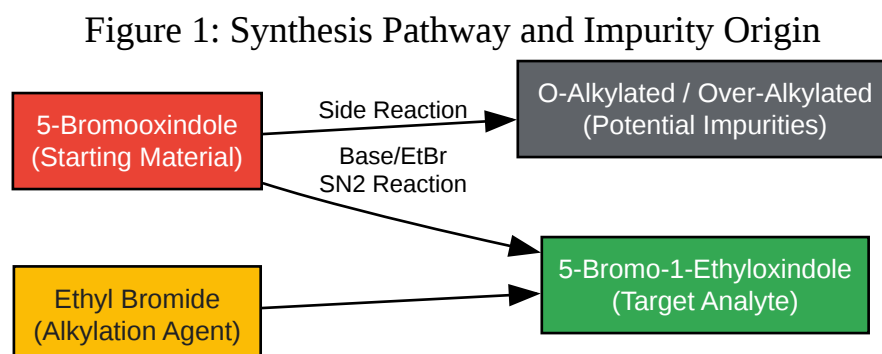 Figure 1: Synthesis Pathway and Impurity Origin
5-Bromooxindole
(Starting Material)
Side Reaction
O-Alkylated / Over-Alkylated
(Potential Impurities)
Base/EtBr
SN2 Reaction
Ethyl Bromide
(Alkylation Agent)
5-Bromo-1-Ethyloxindole
(Target Analyte)